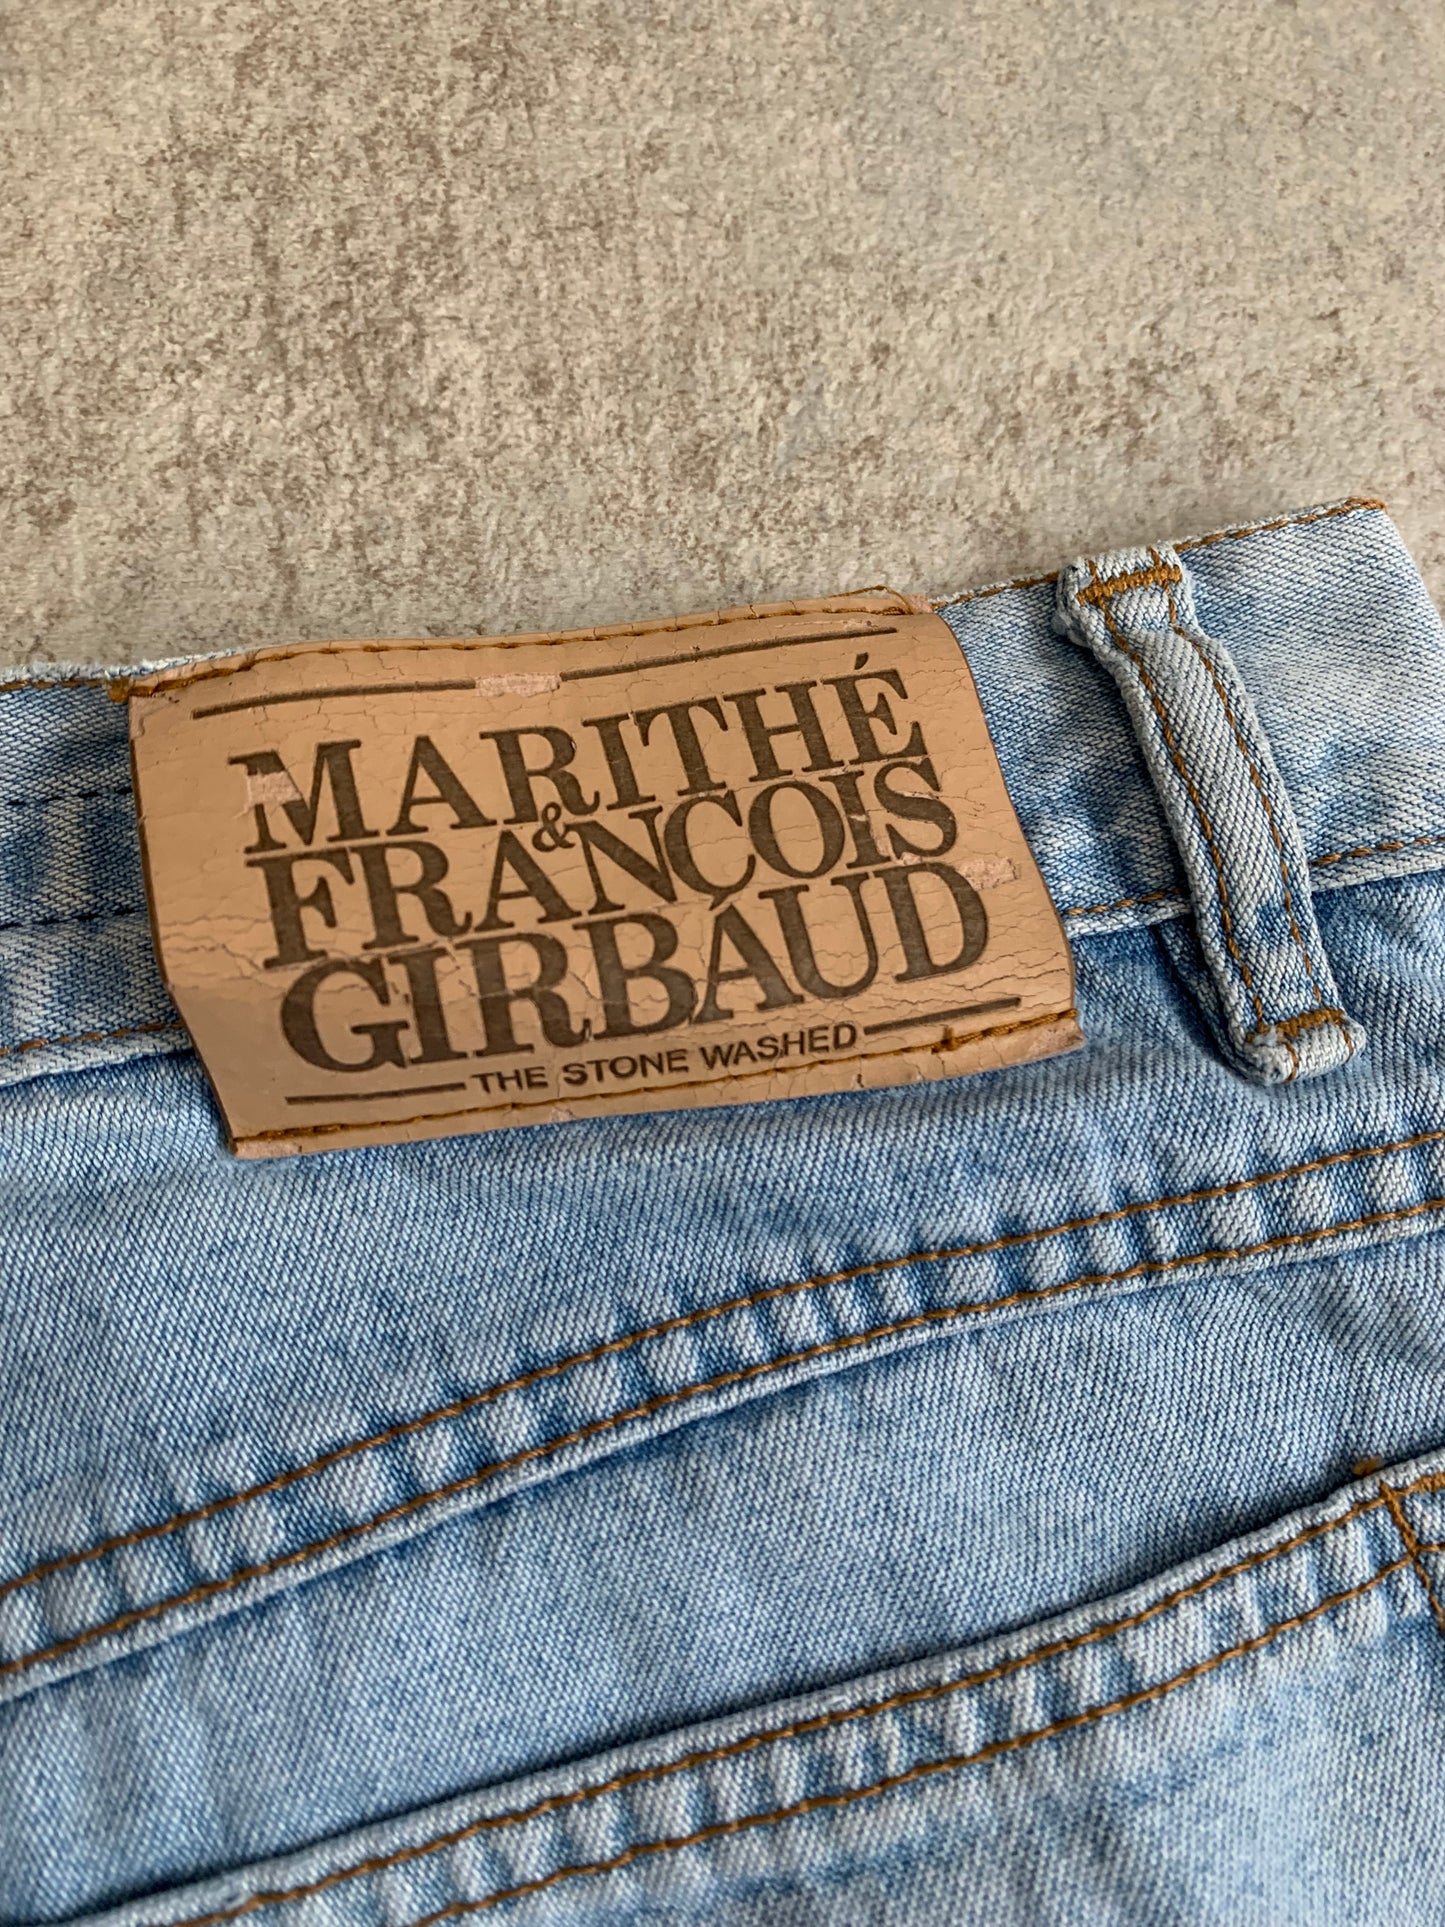 MARITHÉ
&
FRANÇOIS
GIRBAUD
THE STONE WASHED